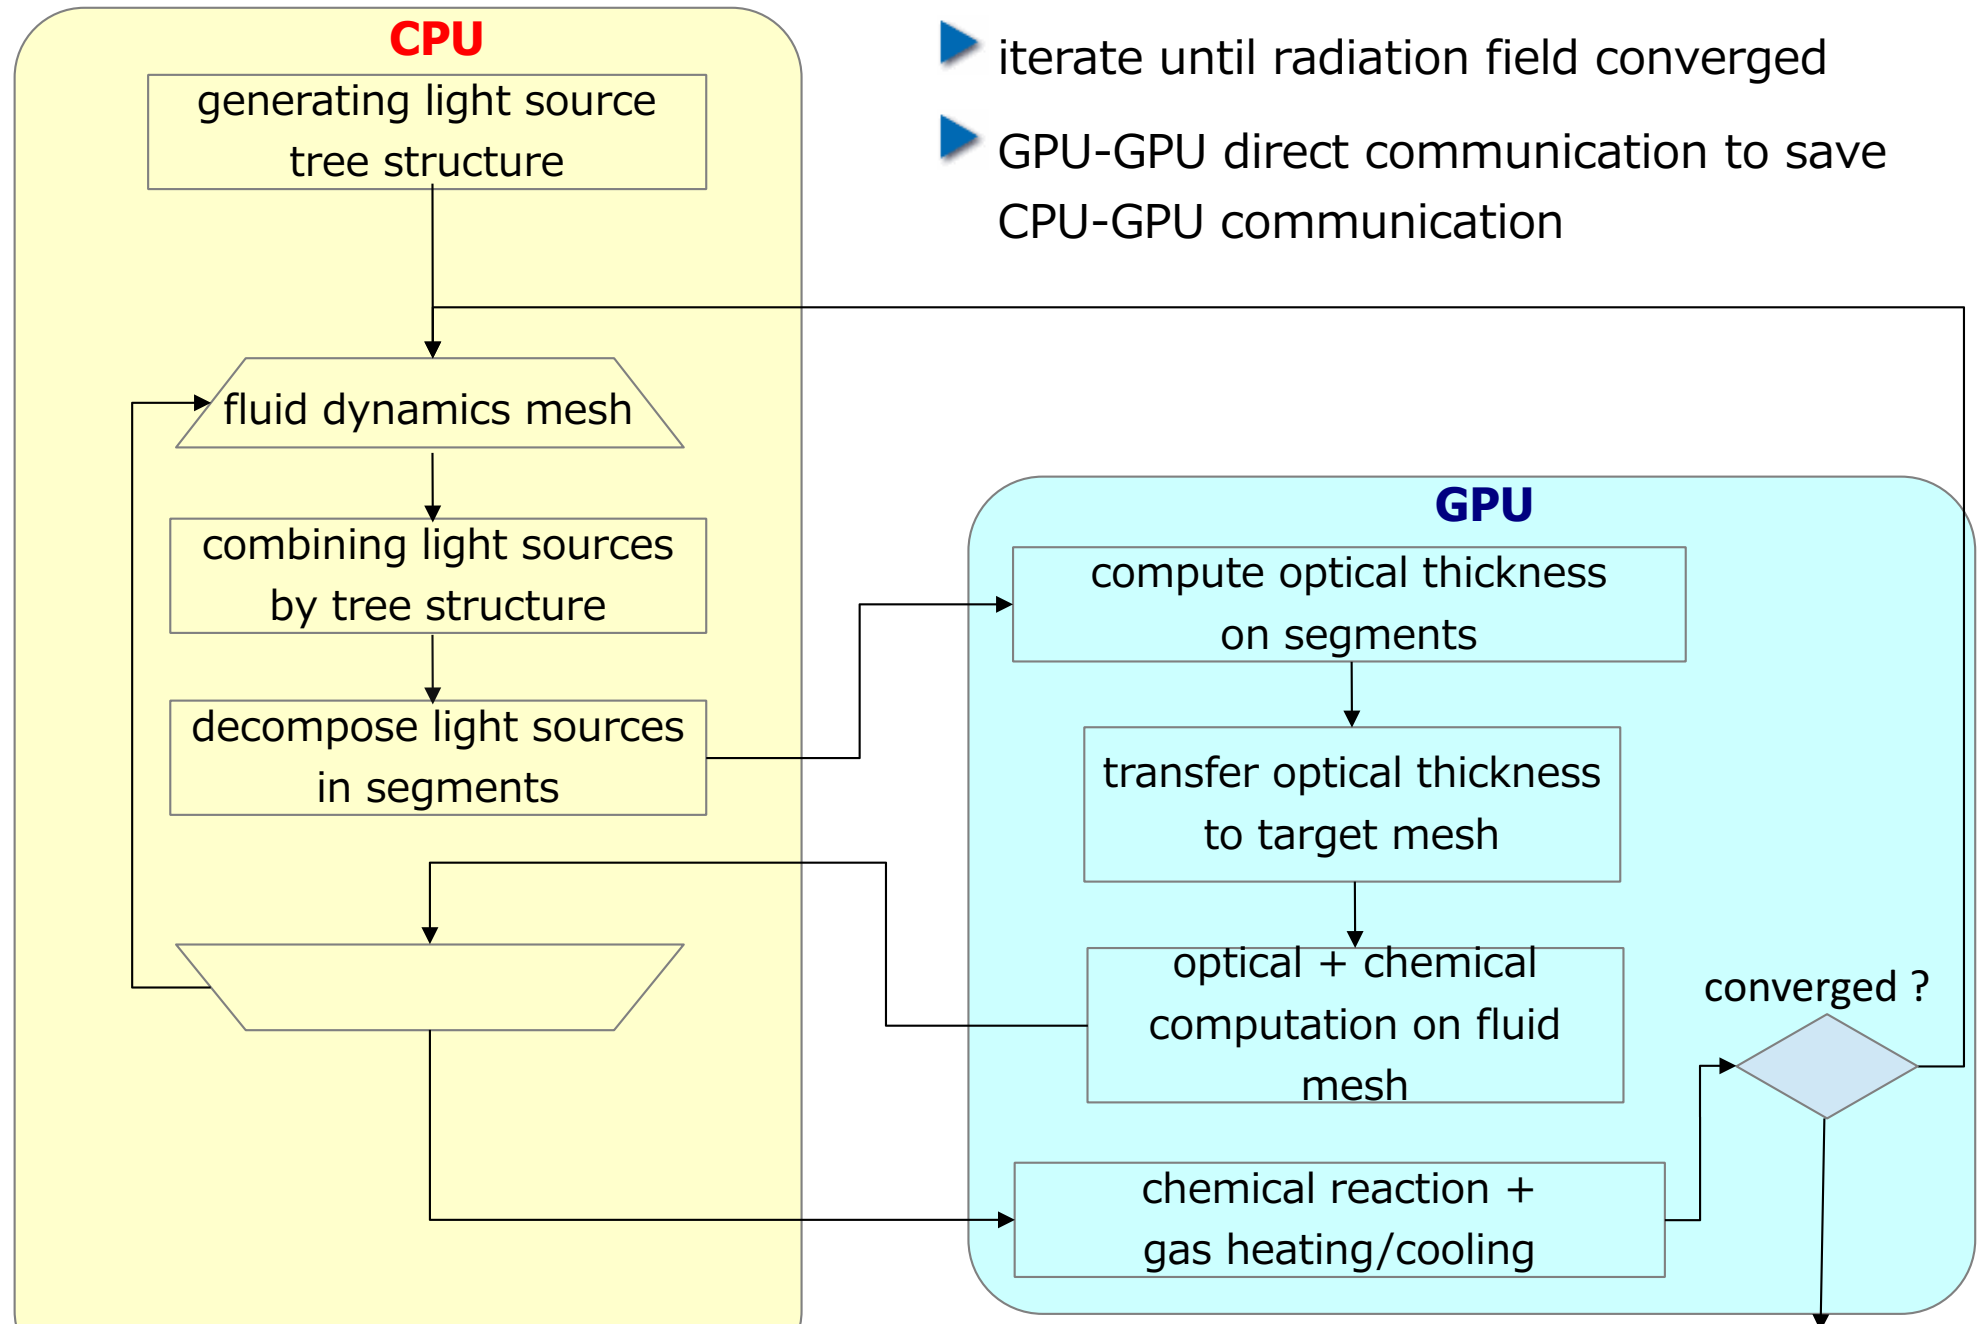 CPU
generating light source
tree structure
iterate until radiation field converged
GPU-GPU direct communication to save
CPU-GPU communication
fluid dynamics mesh
combining light sources
by tree structure
decompose light sources
in segments
GPU
compute optical thickness
on segments
transfer optical thickness
to target mesh
optical + chemical
computation on fluid
mesh
converged ?
chemical reaction +
gas heating/cooling